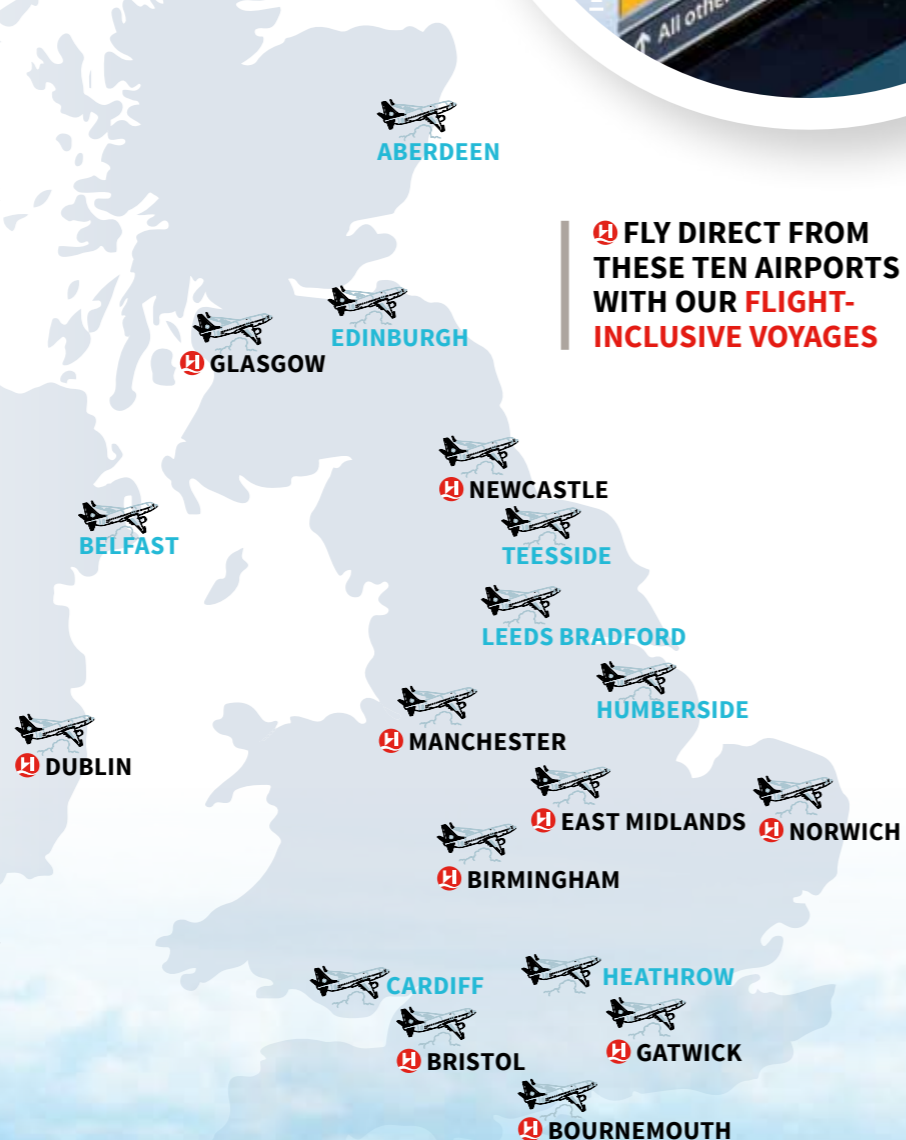 All othe
ABERDEEN
FLY DIRECT FROM
THESE TEN AIRPORTS
WITH OUR FLIGHT-
INCLUSIVE VOYAGES
EDINBURGH
GLASGOW
NEWCASTLE
BELFAST
TEESSIDE
LEEDS BRADFORD
HUMBERSIDE
MANCHESTER
DUBLIN
EAST MIDLANDS
NORWICH
BIRMINGHAM
CARDIFF
HEATHROW
BRISTOL
GATWICK
BOURNEMOUTH